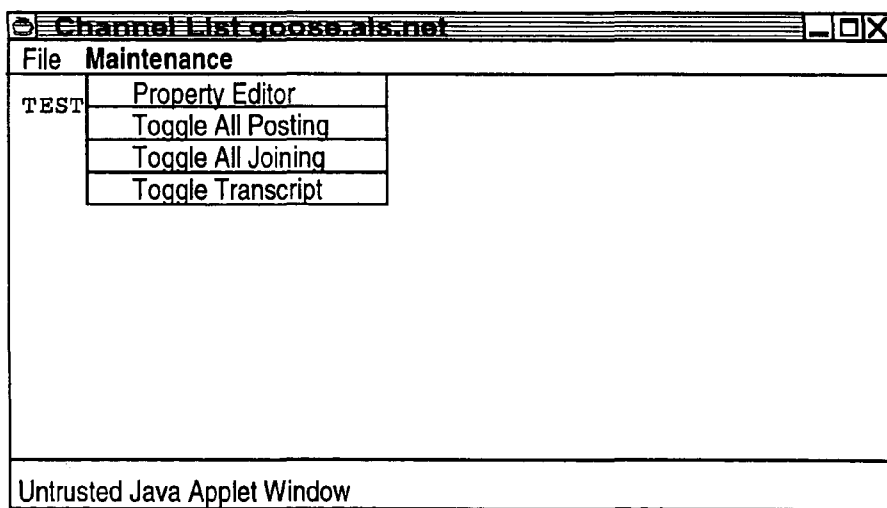 Channel List goose.als.net
File Maintenance
TEST
Property Editor
Toggle All Posting
Toggle All Joining
Toggle Transcript
Untrusted Java Applet Window